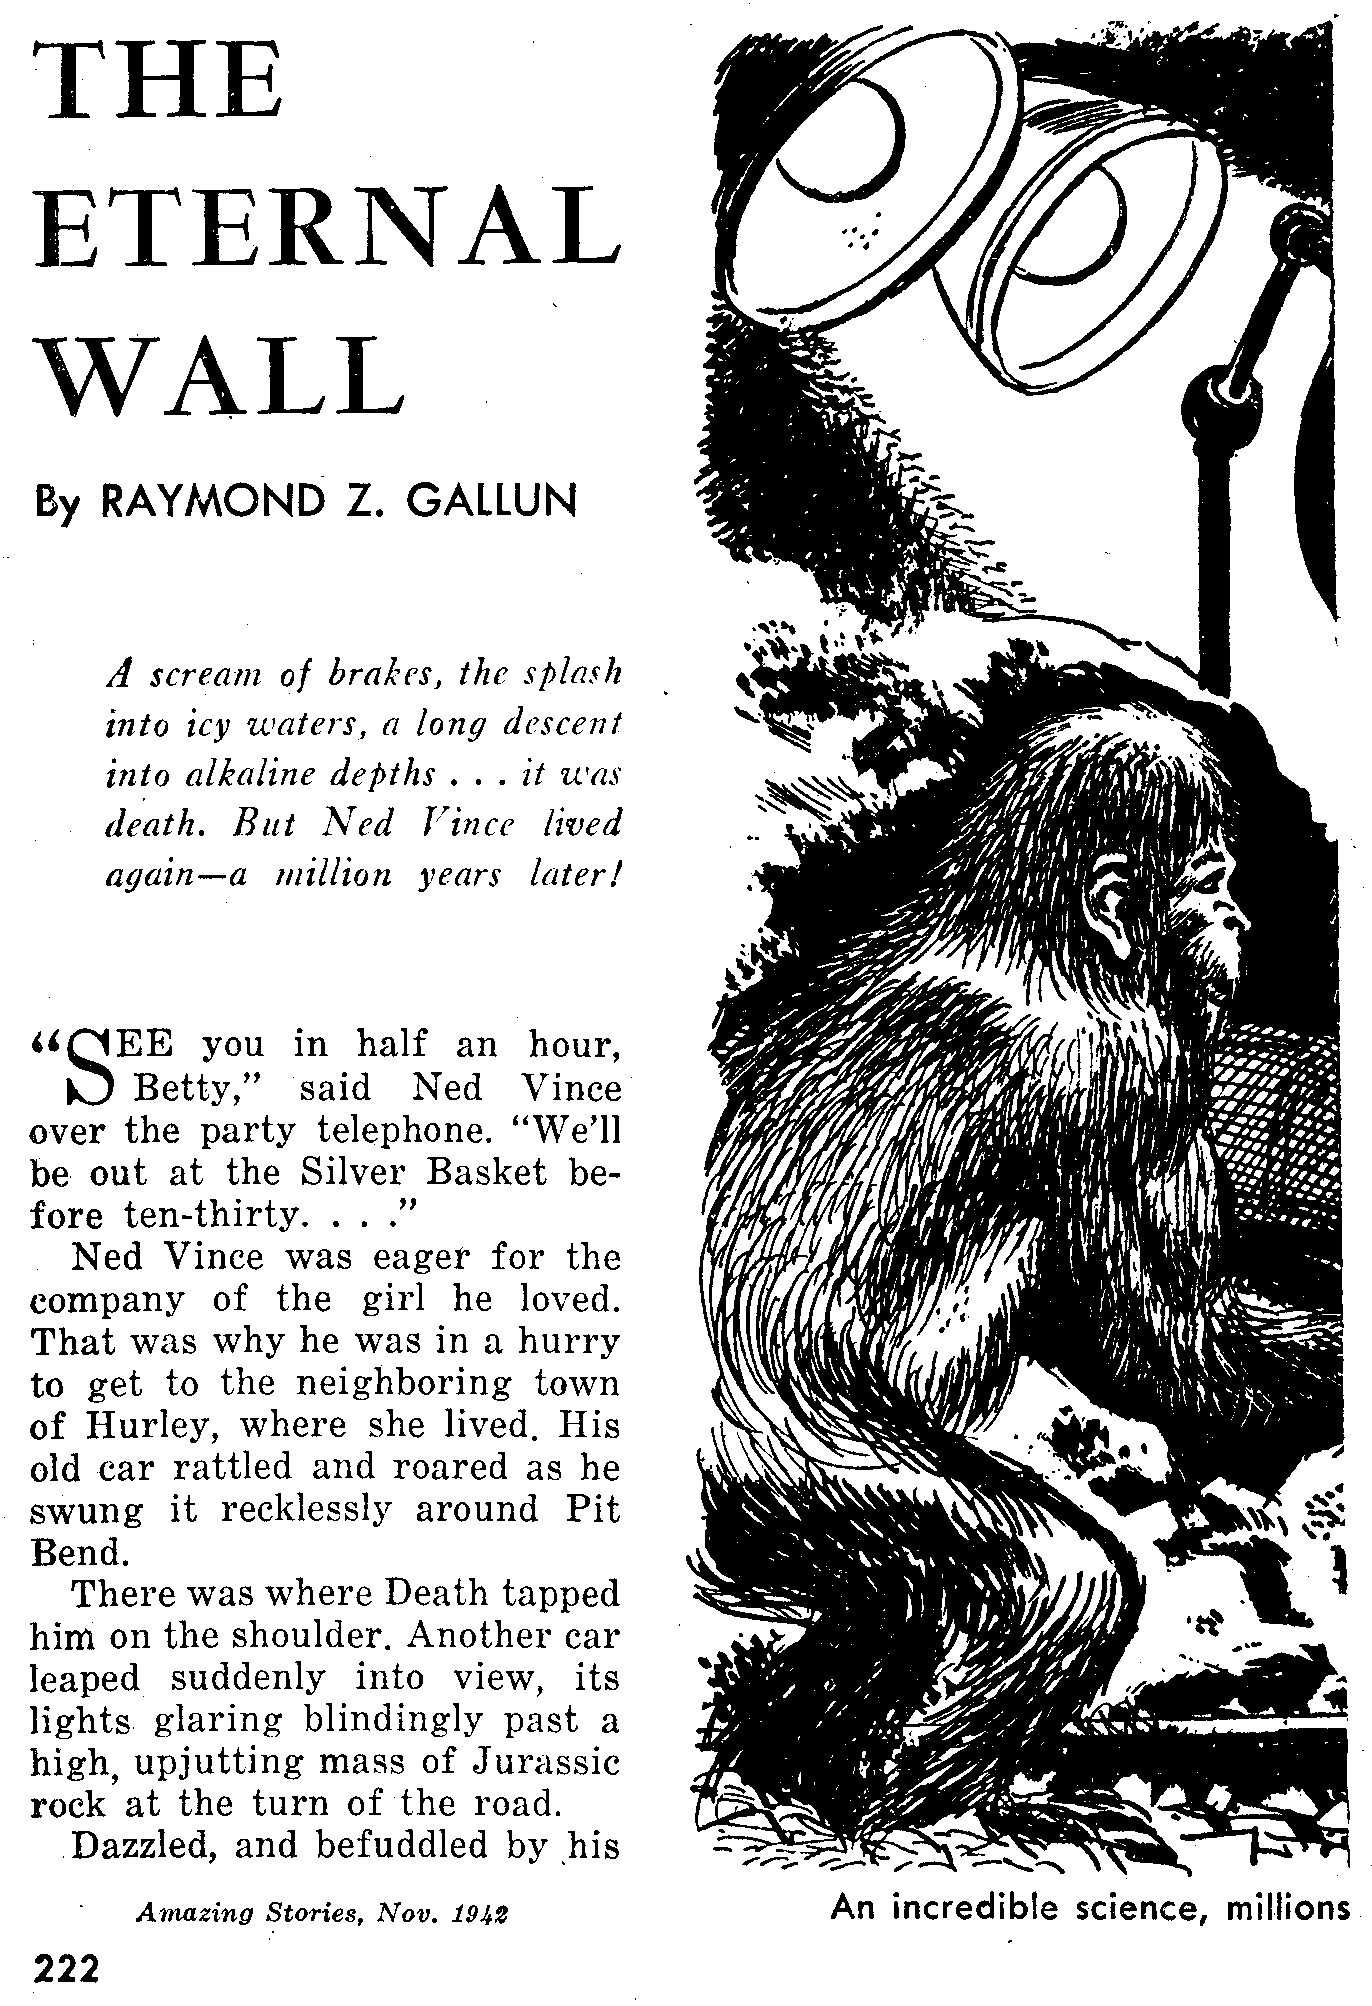 THE
ETERNAL
WALL
By RAYMOND Z. GALLUN
A scream of brakes, the splash
into icy waters, a long descent
into alkaline depths . . . it was
death. But Ned Vince lived
again—a million years later!
“SEE you in half an hour,
Betty,” said Ned Vince
over the party telephone. “We’ll
be out at the Silver Basket be-
fore ten-thirty. . . .”
Ned Vince was eager for the
company of the girl he loved.
That was why he was in a hurry
to get to the neighboring town
of Hurley, where she lived. His
old car rattled and roared as he
swung it recklessly around Pit
Bend.
There was where Death tapped
him on the shoulder. Another car
leaped suddenly into view, its
lights glaring blindingly past a
high, upjutting mass of Jurassic
rock at the turn of the road.
Dazzled, and befuddled by his
Amazing Stories, Nov. 1942
222
An incredible science, millions